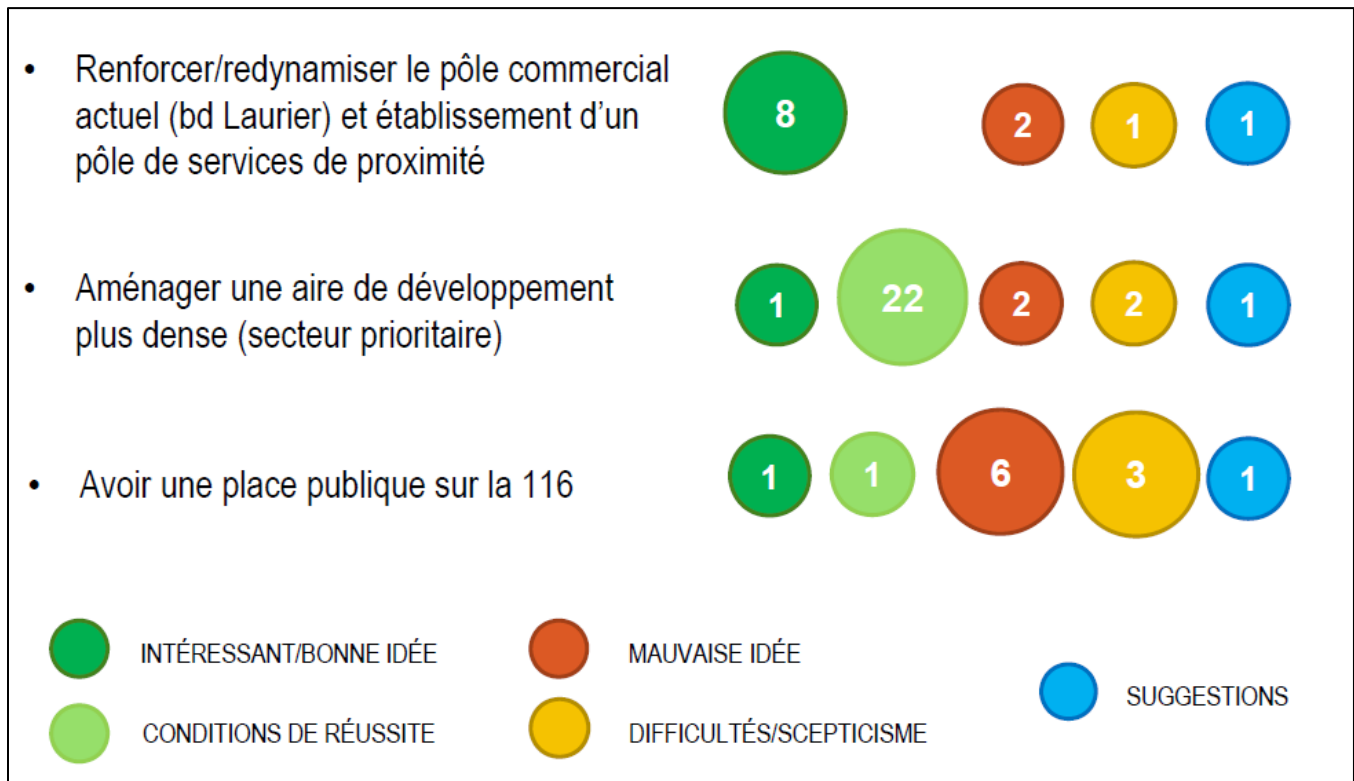 • Renforcer/redynamiser le pôle commercial
actuel (bd Laurier) et établissement d'un
pôle de services de proximité
8 2 1 1
• Aménager une aire de développement
plus dense (secteur prioritaire)
1 22 2 2 1
• Avoir une place publique sur la 116
1 1 6 3 1
INTÉRESSANT/BONNE IDÉE
MAUVAISE IDÉE
SUGGESTIONS
CONDITIONS DE RÉUSSITE
DIFFICULTÉS/SCEPTICISME